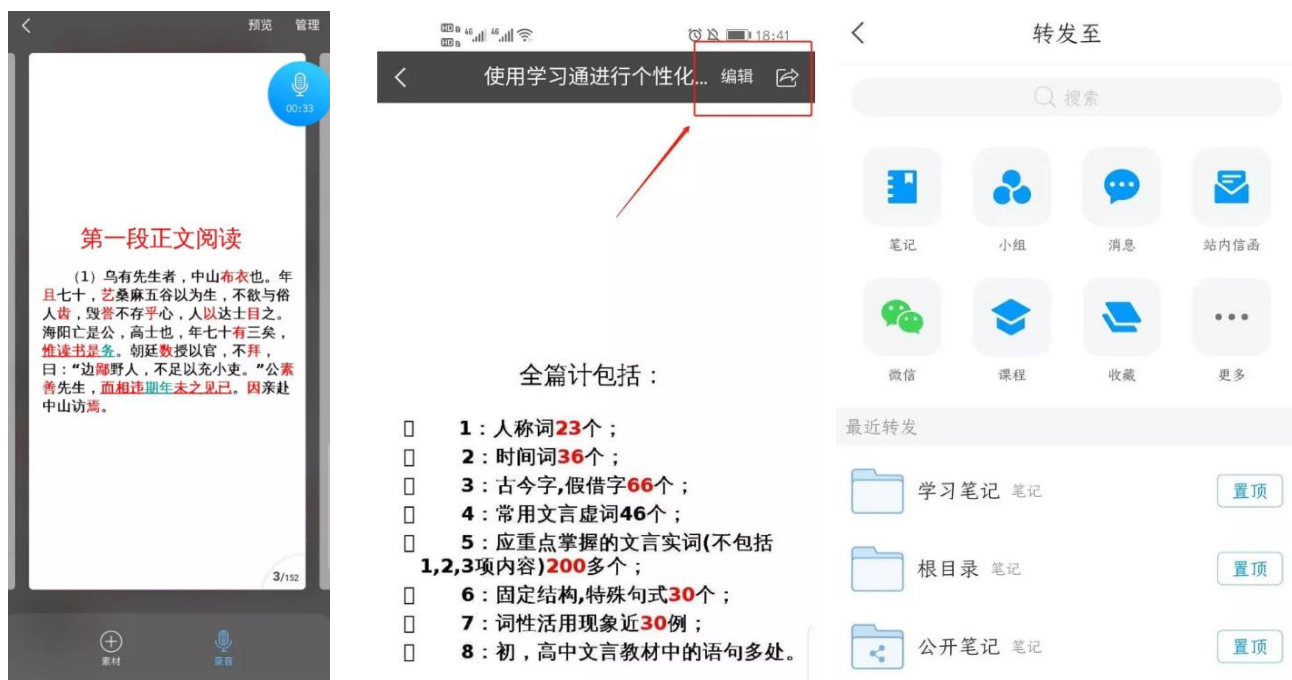 预览 管理
00:33
第一段正文阅读
（1）乌有先生者，中山布衣也。年
且七十，艺桑麻五谷以为生，不欲与俗
人齿，毁誉不存乎心，人以达士目之。
海阳亡是公，高士也，年七十有三矣，
惟读书是务。朝廷数授以官，不拜，
曰：“边鄙野人，不足以充小吏。”公素
善先生，而相违期年未之见已。因亲赴
中山访焉。
3/152
素材 录音
18:41
使用学习通进行个性化... 编辑
全篇计包括：
1：人称词23个；
2：时间词36个；
3：古今字,假借字66个；
4：常用文言虚词46个；
5：应重点掌握的文言实词(不包括
1,2,3项内容)200多个；
6：固定结构,特殊句式30个；
7：词性活用现象近30例；
8：初，高中文言教材中的语句多处。
转发至
搜索
笔记 小组 消息 站内信函
微信 课程 收藏 更多
最近转发
学习笔记 笔记 置顶
根目录 笔记 置顶
公开笔记 笔记 置顶